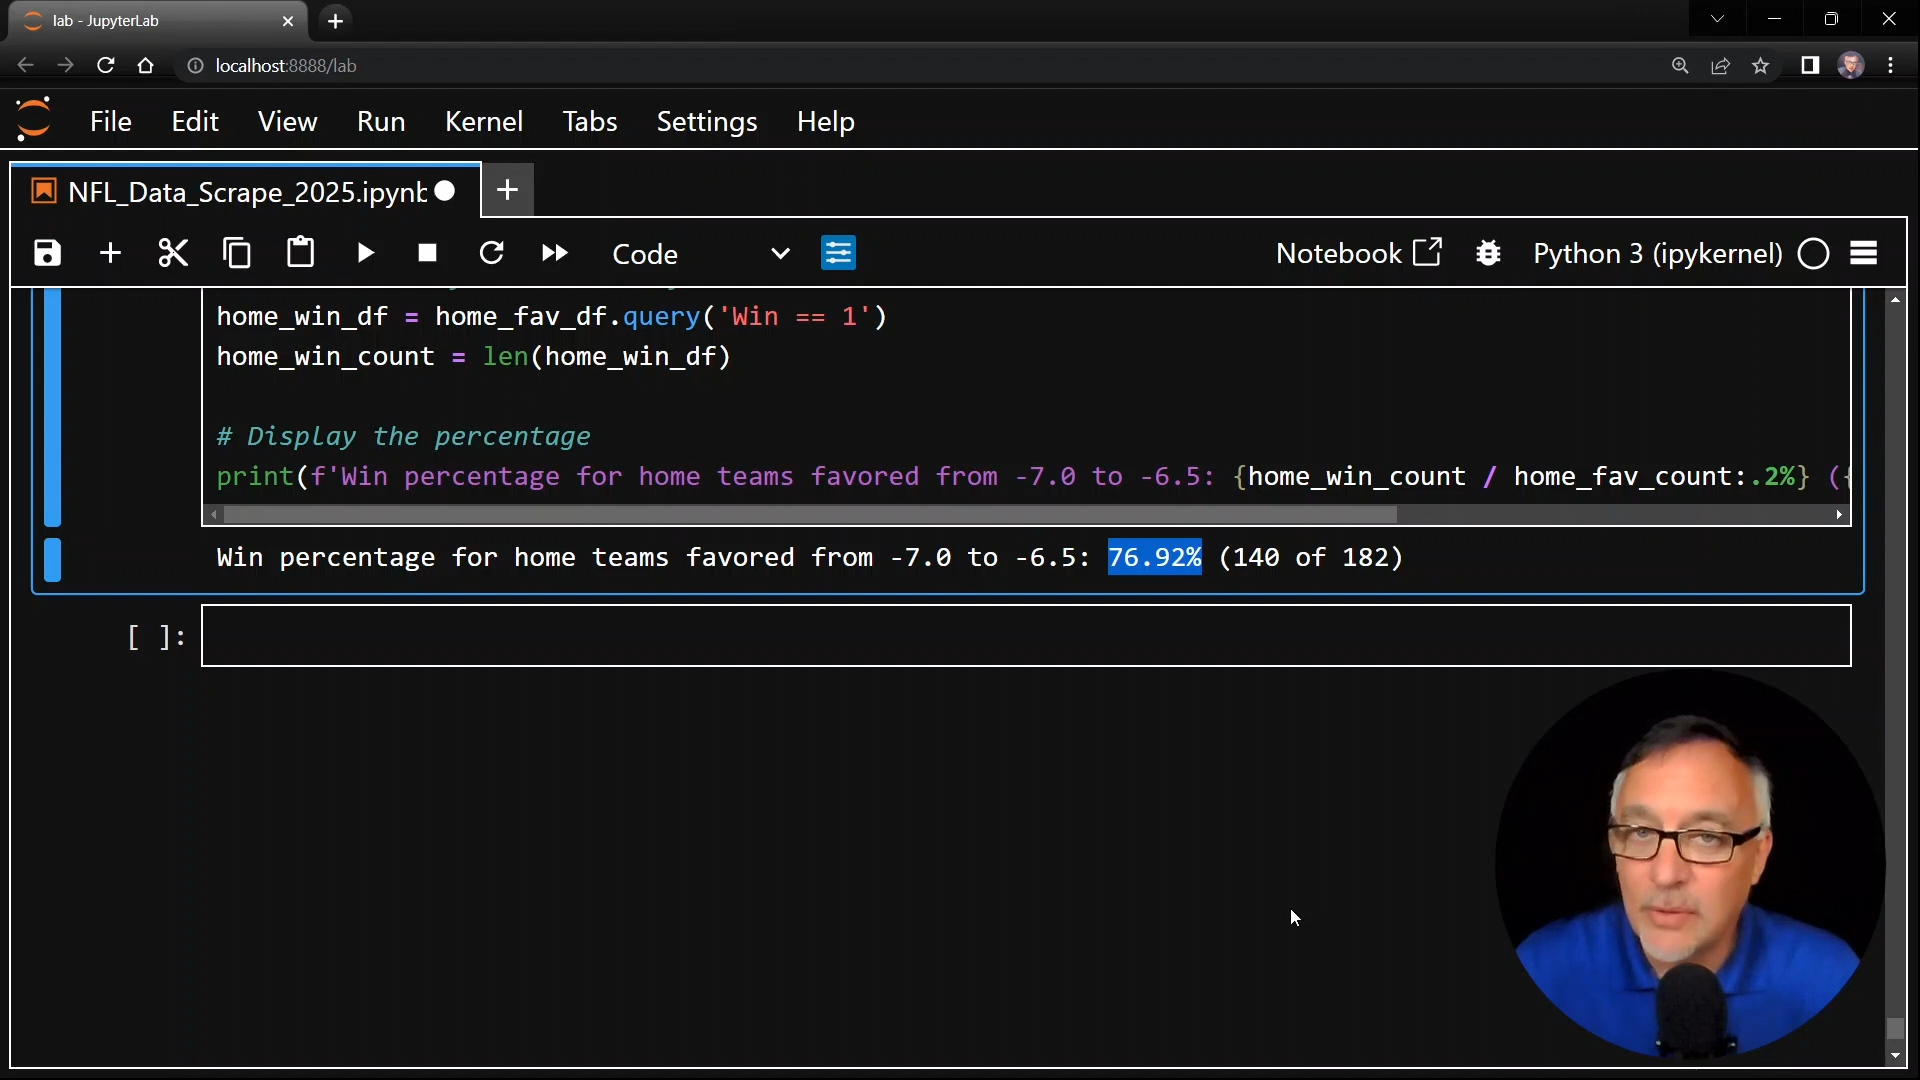 lab - JupyterLab
localhost:8888/lab
File Edit View Run Kernel Tabs Settings Help
NFL_Data_Scrape_2025.ipynb
Code Notebook Python 3 (ipykernel)
home_win_df = home_fav_df.query('Win == 1')
home_win_count = len(home_win_df)
# Display the percentage
print(f'Win percentage for home teams favored from -7.0 to -6.5: {home_win_count / home_fav_count:.2%} ({
Win percentage for home teams favored from -7.0 to -6.5: 76.92% (140 of 182)
[ ]: